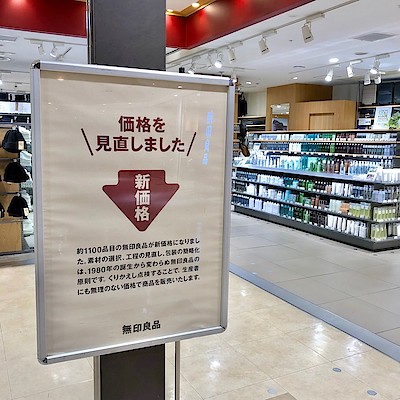 価格を
見直しました
新価格
約1100品目の無印良品が新価格になりまし
た。素材の選択、工程の見直し、包装の簡略化
は、1980年の誕生から変わらぬ無印良品の
原則です。くりかえし点検することで、生産者
にも無理のない価格で商品を販売いたします。
無印良品